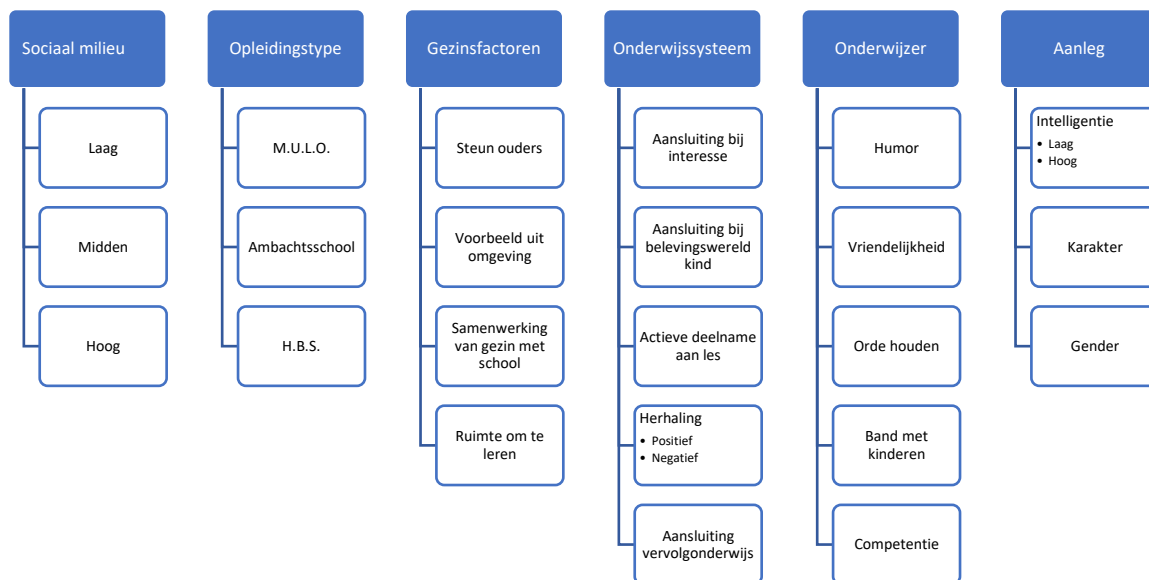 Sociaal milieu
Laag
Midden
Hoog
Opleidingstype
M.U.L.O.
Ambachtsschool
H.B.S.
Gezinsfactoren
Steun ouders
Voorbeeld uit
omgeving
Samenwerking
van gezin met
school
Ruimte om te
leren
Onderwijssysteem
Aansluiting bij
interesse
Aansluiting bij
belevingswereld
kind
Actieve deelname
aan les
Herhaling
• Positief
• Negatief
Aansluiting
vervolgonderwijs
Onderwijzer
Humor
Vriendelijkheid
Orde houden
Band met
kinderen
Competentie
Aanleg
Intelligentie
• Laag
• Hoog
Karakter
Gender